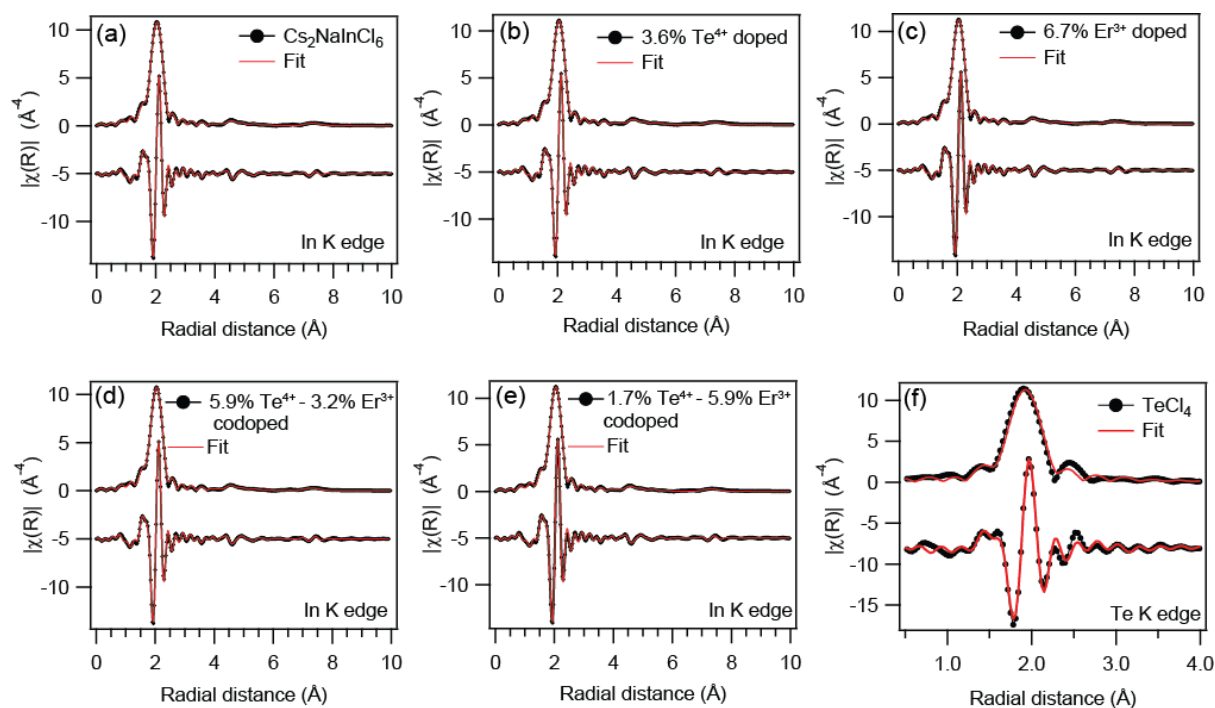 (a)
Cs₂NaInCl₆
Fit
10
5
0
-5
-10
|χ(R)| (Å⁻⁴)
In K edge
0 2 4 6 8 10
Radial distance (Å)
(b)
3.6% Te⁴⁺ doped
Fit
10
5
0
-5
-10
|χ(R)| (Å⁻⁴)
In K edge
0 2 4 6 8 10
Radial distance (Å)
(c)
6.7% Er³⁺ doped
Fit
10
5
0
-5
-10
|χ(R)| (Å⁻⁴)
In K edge
0 2 4 6 8 10
Radial distance (Å)
(d)
5.9% Te⁴⁺ - 3.2% Er³⁺
codoped
Fit
10
5
0
-5
-10
|χ(R)| (Å⁻⁴)
In K edge
0 2 4 6 8 10
Radial distance (Å)
(e)
1.7% Te⁴⁺ - 5.9% Er³⁺
codoped
Fit
10
5
0
-5
-10
|χ(R)| (Å⁻⁴)
In K edge
0 2 4 6 8 10
Radial distance (Å)
(f)
TeCl₄
Fit
10
5
0
-5
-10
-15
|χ(R)| (Å⁻⁴)
Te K edge
1.0 2.0 3.0 4.0
Radial distance (Å)